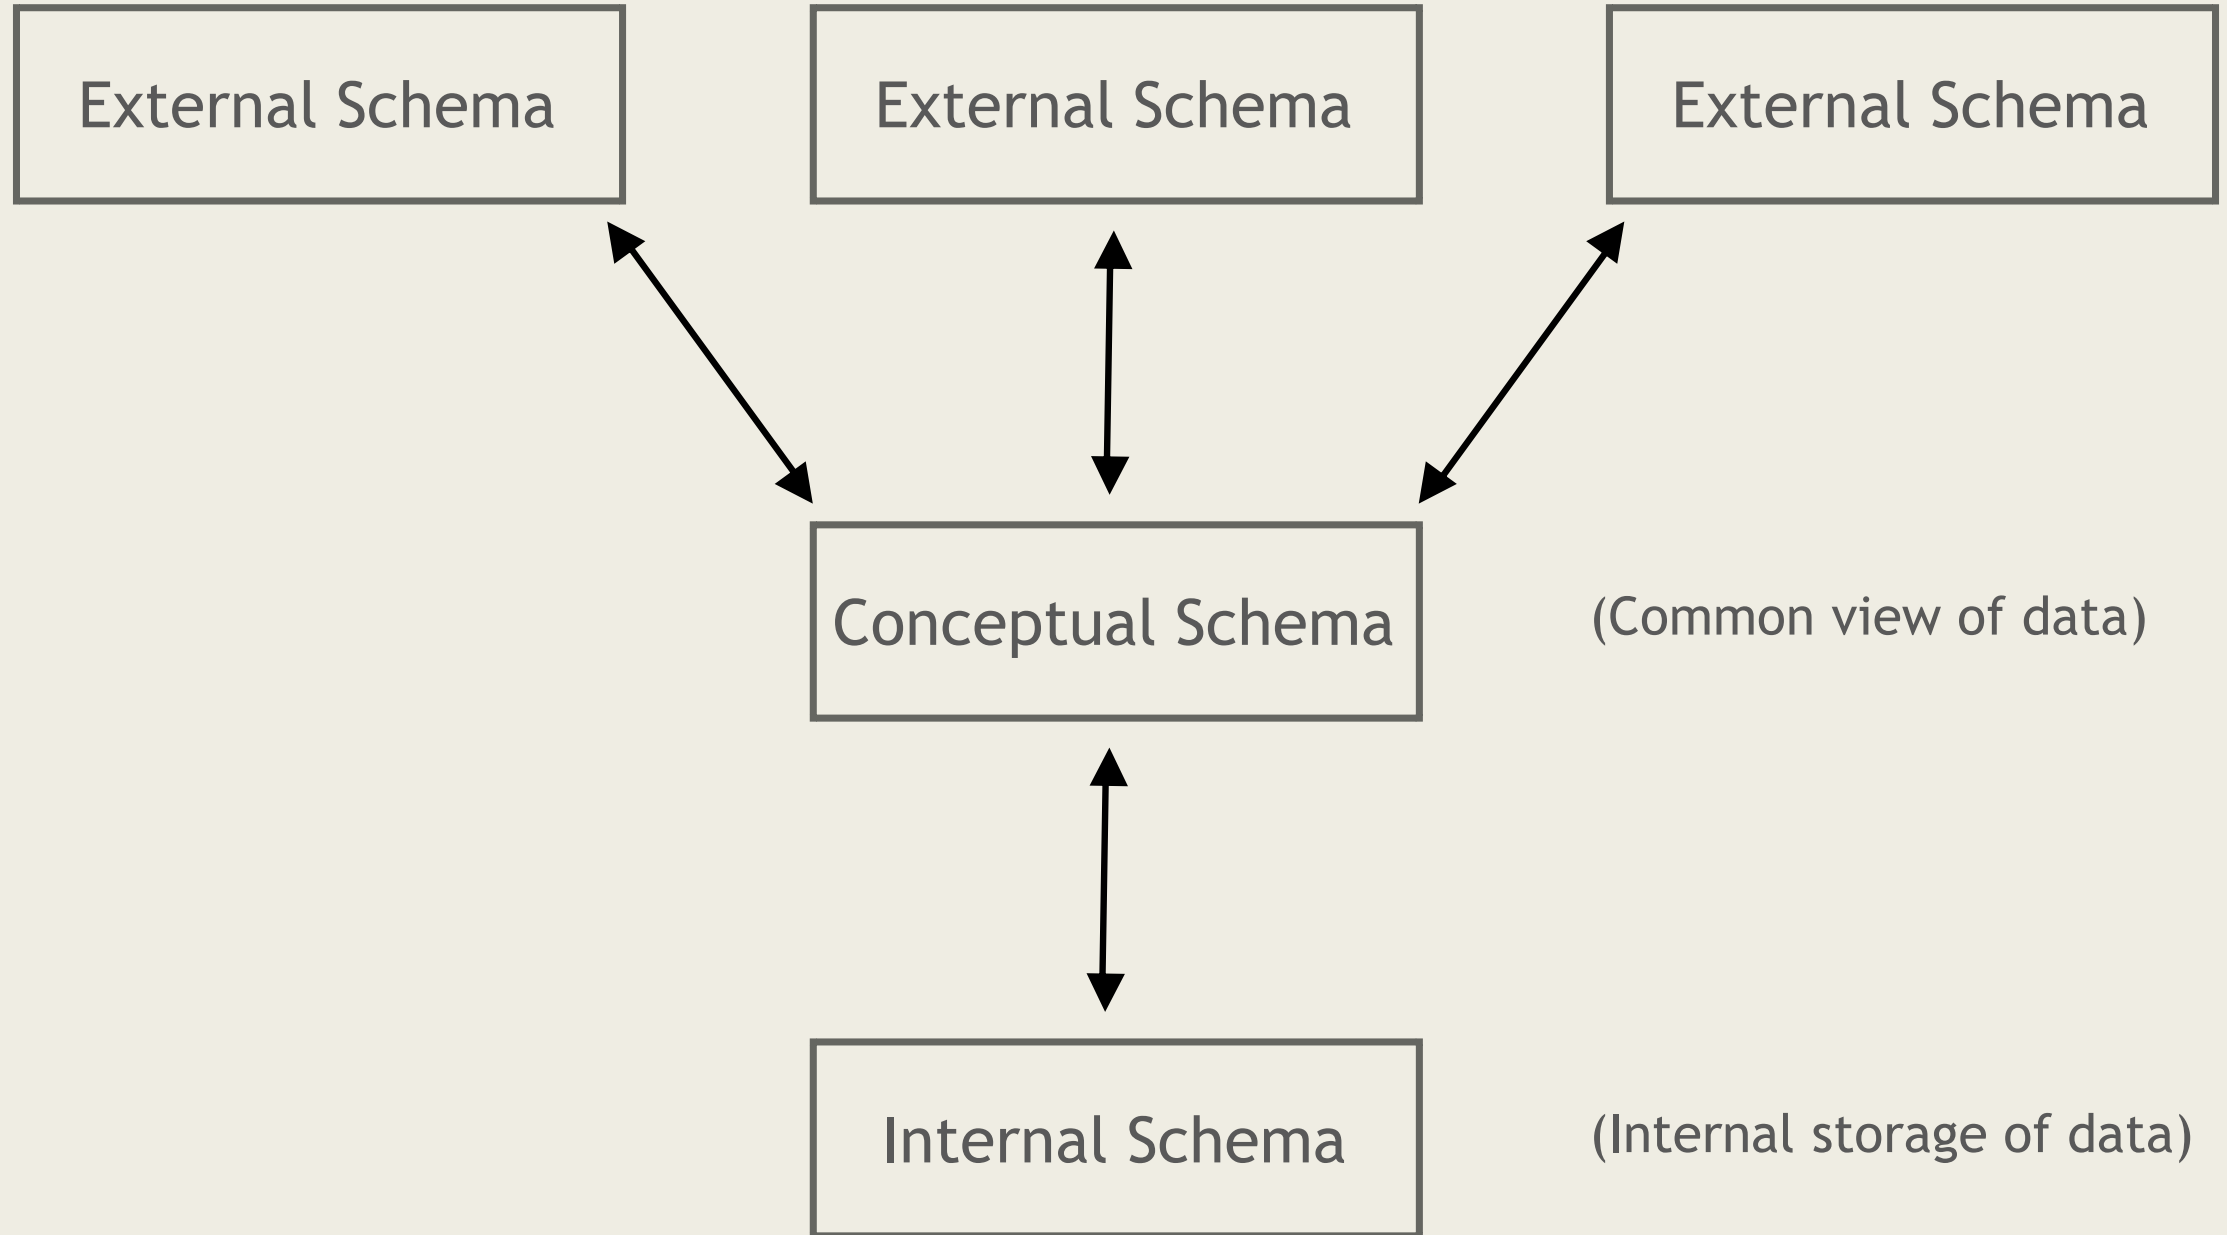 External Schema
External Schema
External Schema
Conceptual Schema
(Common view of data)
Internal Schema
(Internal storage of data)